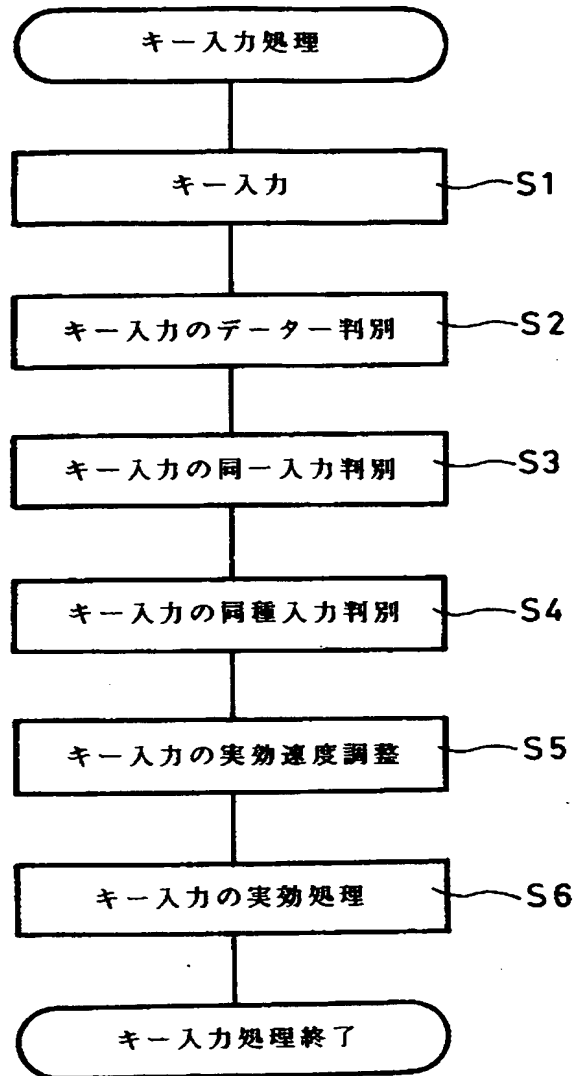 キー入力処理
キー入力
S1
キー入力のデーター判別
S2
キー入力の同一入力判別
S3
キー入力の同種入力判別
S4
キー入力の実効速度調整
S5
キー入力の実効処理
S6
キー入力処理終了